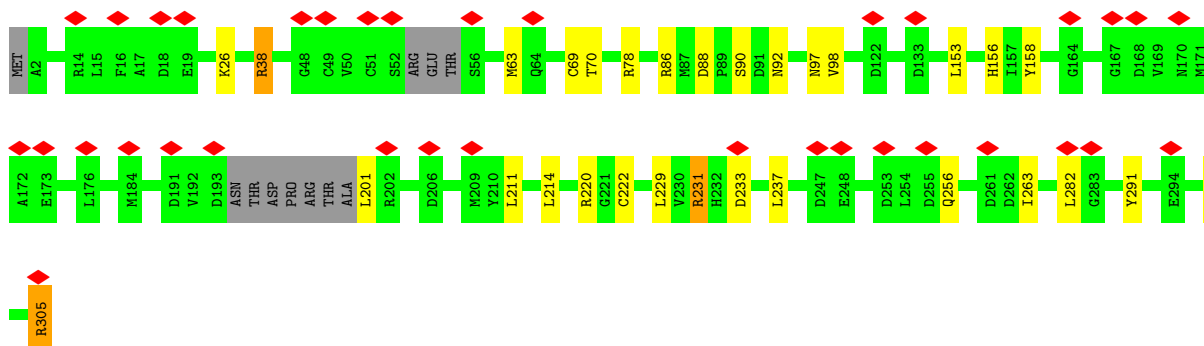 MET A2 R14 L15 F16 A17 D18 E19 K26 R38 G48 C49 V50 C51 S52 ARG GLU THR S56 M63 Q64 C69 T70 R78 R86 M87 D88 P89 S90 D91 N92 N97 V98 D122 D133 L153 H156 I157 Y158 G164 G167 D168 V169 N170 M171
A172 E173 L176 M184 D191 V192 D193 ASN THR ASP PRO ARG THR ALA L201 R202 D206 M209 Y210 L211 L214 R220 G221 C222 L229 V230 R231 H232 D233 L237 D247 E248 D253 L254 D255 Q256 D261 D262 I263 L282 G283 Y291 E294
R305